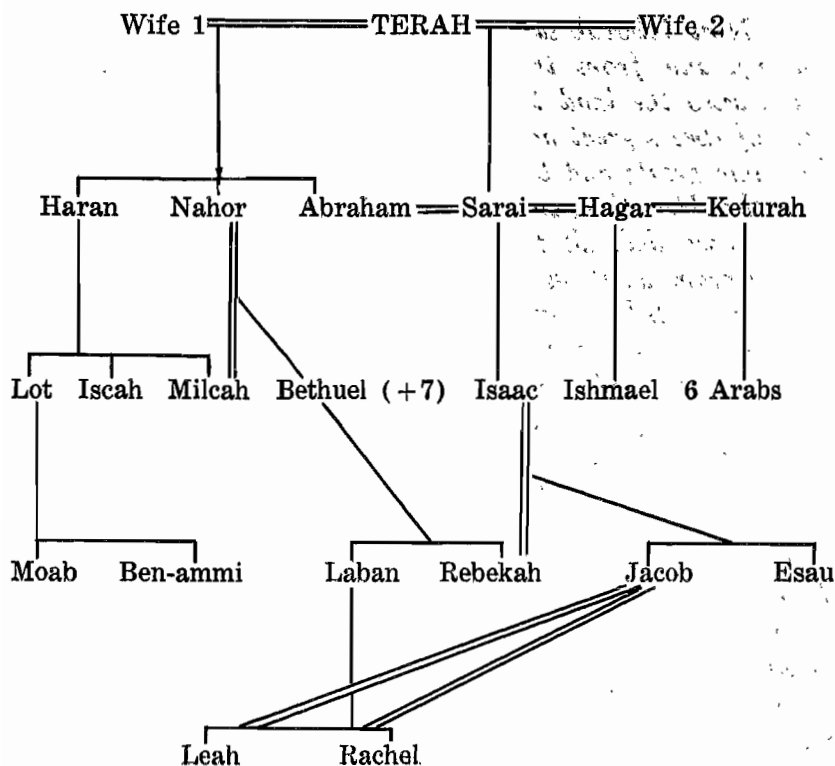 Wife 1 TERAH Wife 2
Haran Nahor Abraham Sarai Hagar Keturah
Lot Iscah Milcah Bethuel (+7) Isaac Ishmael 6 Arabs
Moab Ben-ammi Laban Rebekah Jacob Esau
Leah Rachel